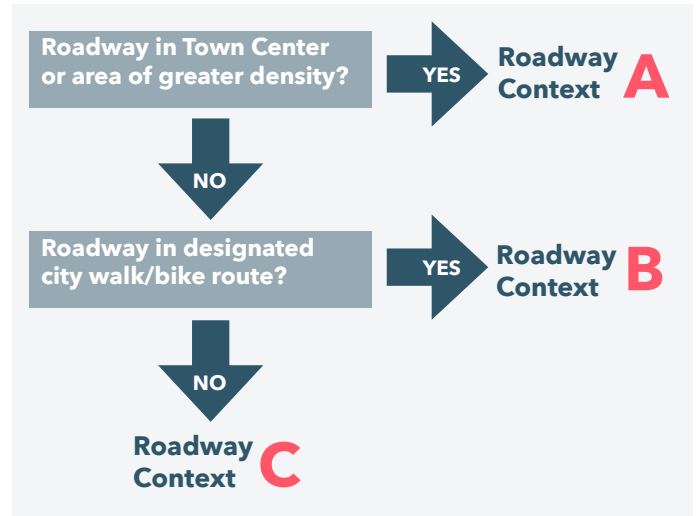 Roadway in Town Center
or area of greater density?
YES
Roadway
Context A
NO
Roadway in designated
city walk/bike route?
YES
Roadway
Context B
NO
Roadway
Context C